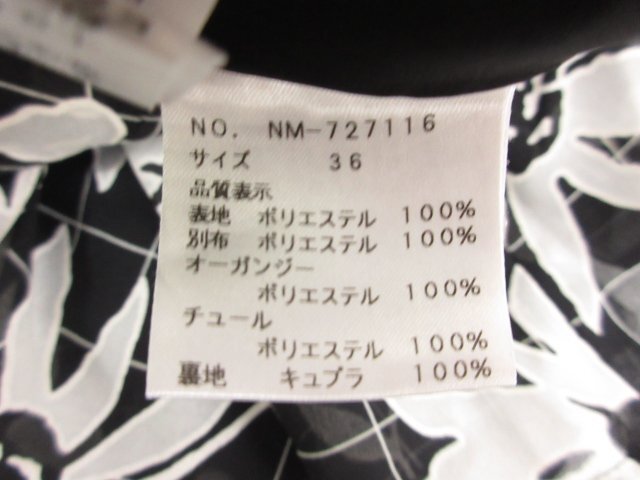 NO. NM-727116
サイズ 36
品質表示
表地 ポリエステル 100%
別布 ポリエステル 100%
オーガンジー
ポリエステル 100%
チュール
ポリエステル 100%
裏地 キュプラ 100%